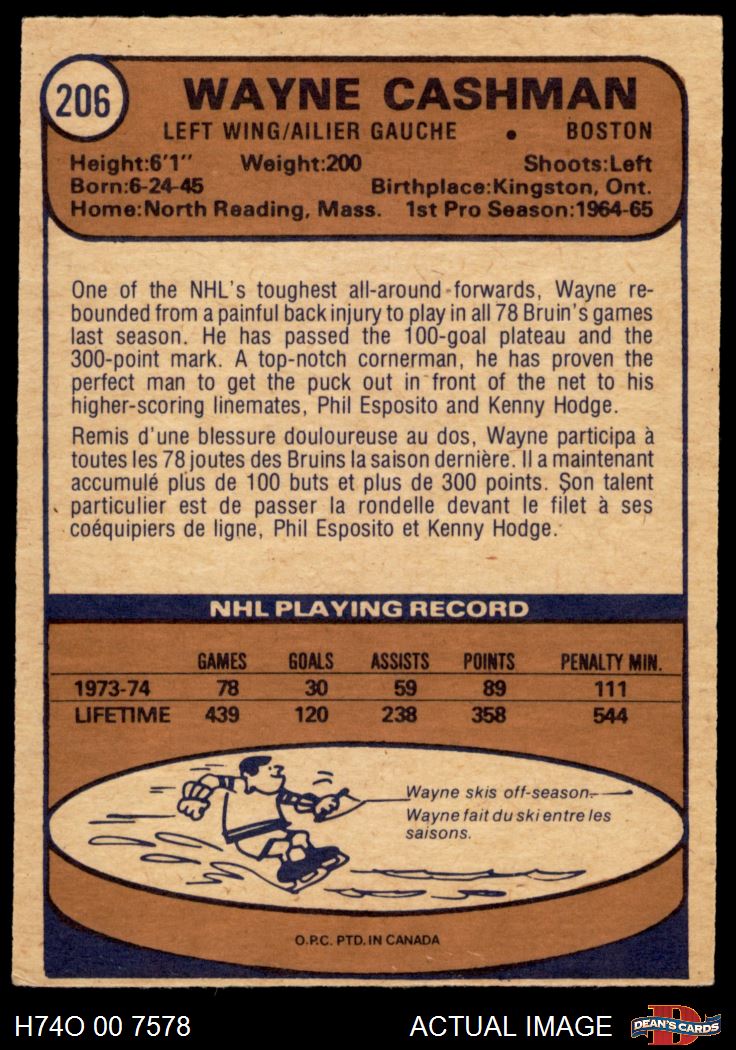 206
WAYNE CASHMAN
LEFT WING/AILIER GAUCHE • BOSTON
Height:6'1" Weight:200 Shoots:Left
Born:6-24-45 Birthplace:Kingston, Ont.
Home:North Reading, Mass. 1st Pro Season:1964-65
One of the NHL's toughest all-around forwards, Wayne re-
bounded from a painful back injury to play in all 78 Bruin's games
last season. He has passed the 100-goal plateau and the
300-point mark. A top-notch cornerman, he has proven the
perfect man to get the puck out in front of the net to his
higher-scoring linemates, Phil Esposito and Kenny Hodge.
Remis d'une blessure douloureuse au dos, Wayne participa à
toutes les 78 joutes des Bruins la saison dernière. Il a maintenant
accumulé plus de 100 buts et plus de 300 points. Son talent
particulier est de passer la rondelle devant le filet à ses
coéquipiers de ligne, Phil Esposito et Kenny Hodge.
NHL PLAYING RECORD
GAMES GOALS ASSISTS POINTS PENALTY MIN.
1973-74 78 30 59 89 111
LIFETIME 439 120 238 358 544
Wayne skis off-season.
Wayne fait du ski entre les
saisons.
O.P.C. PTD. IN CANADA
H74O 00 7578 ACTUAL IMAGE DEAN'S CARDS